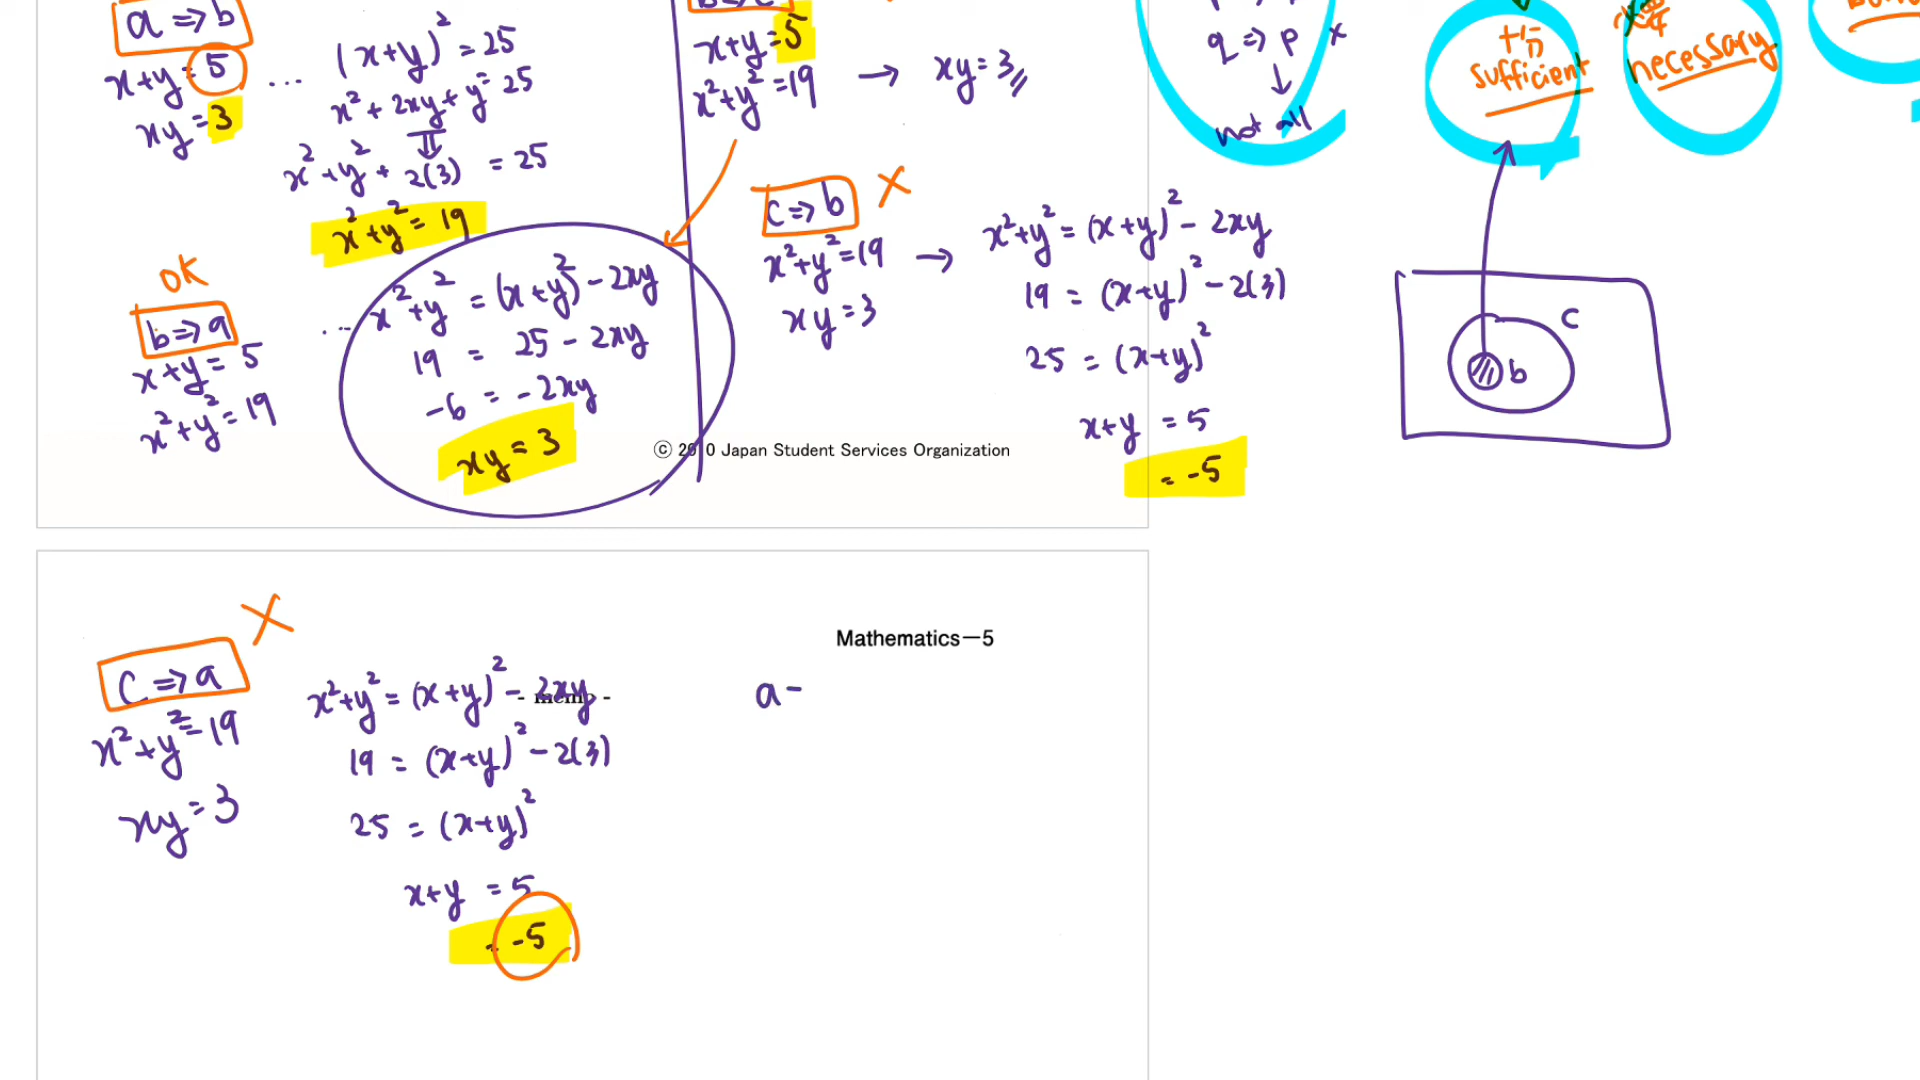 a ⇒ b
x+y = 5
xy = 3
... (x+y)² = 25
x² + 2xy + y² = 25
x² + y² + 2(3) = 25
x² + y² = 19
x+y = 5
x² + y² = 19 → xy = 3
q ⇒ p ×
↓
not all
十分
sufficient
必要
necessary
ok
b ⇒ a
x+y = 5
x² + y² = 19
... x² + y² = (x+y)² - 2xy
19 = 25 - 2xy
-6 = -2xy
xy = 3
c ⇒ b ×
x² + y² = 19 →
xy = 3
x² + y² = (x+y)² - 2xy
19 = (x+y)² - 2(3)
25 = (x+y)²
x+y = 5
= -5
c
b
© 2010 Japan Student Services Organization
Mathematics—5
c ⇒ a ×
x² + y² = 19
xy = 3
x² + y² = (x+y)² - 2xy
- memo -
19 = (x+y)² - 2(3)
25 = (x+y)²
x+y = 5
= -5
a -